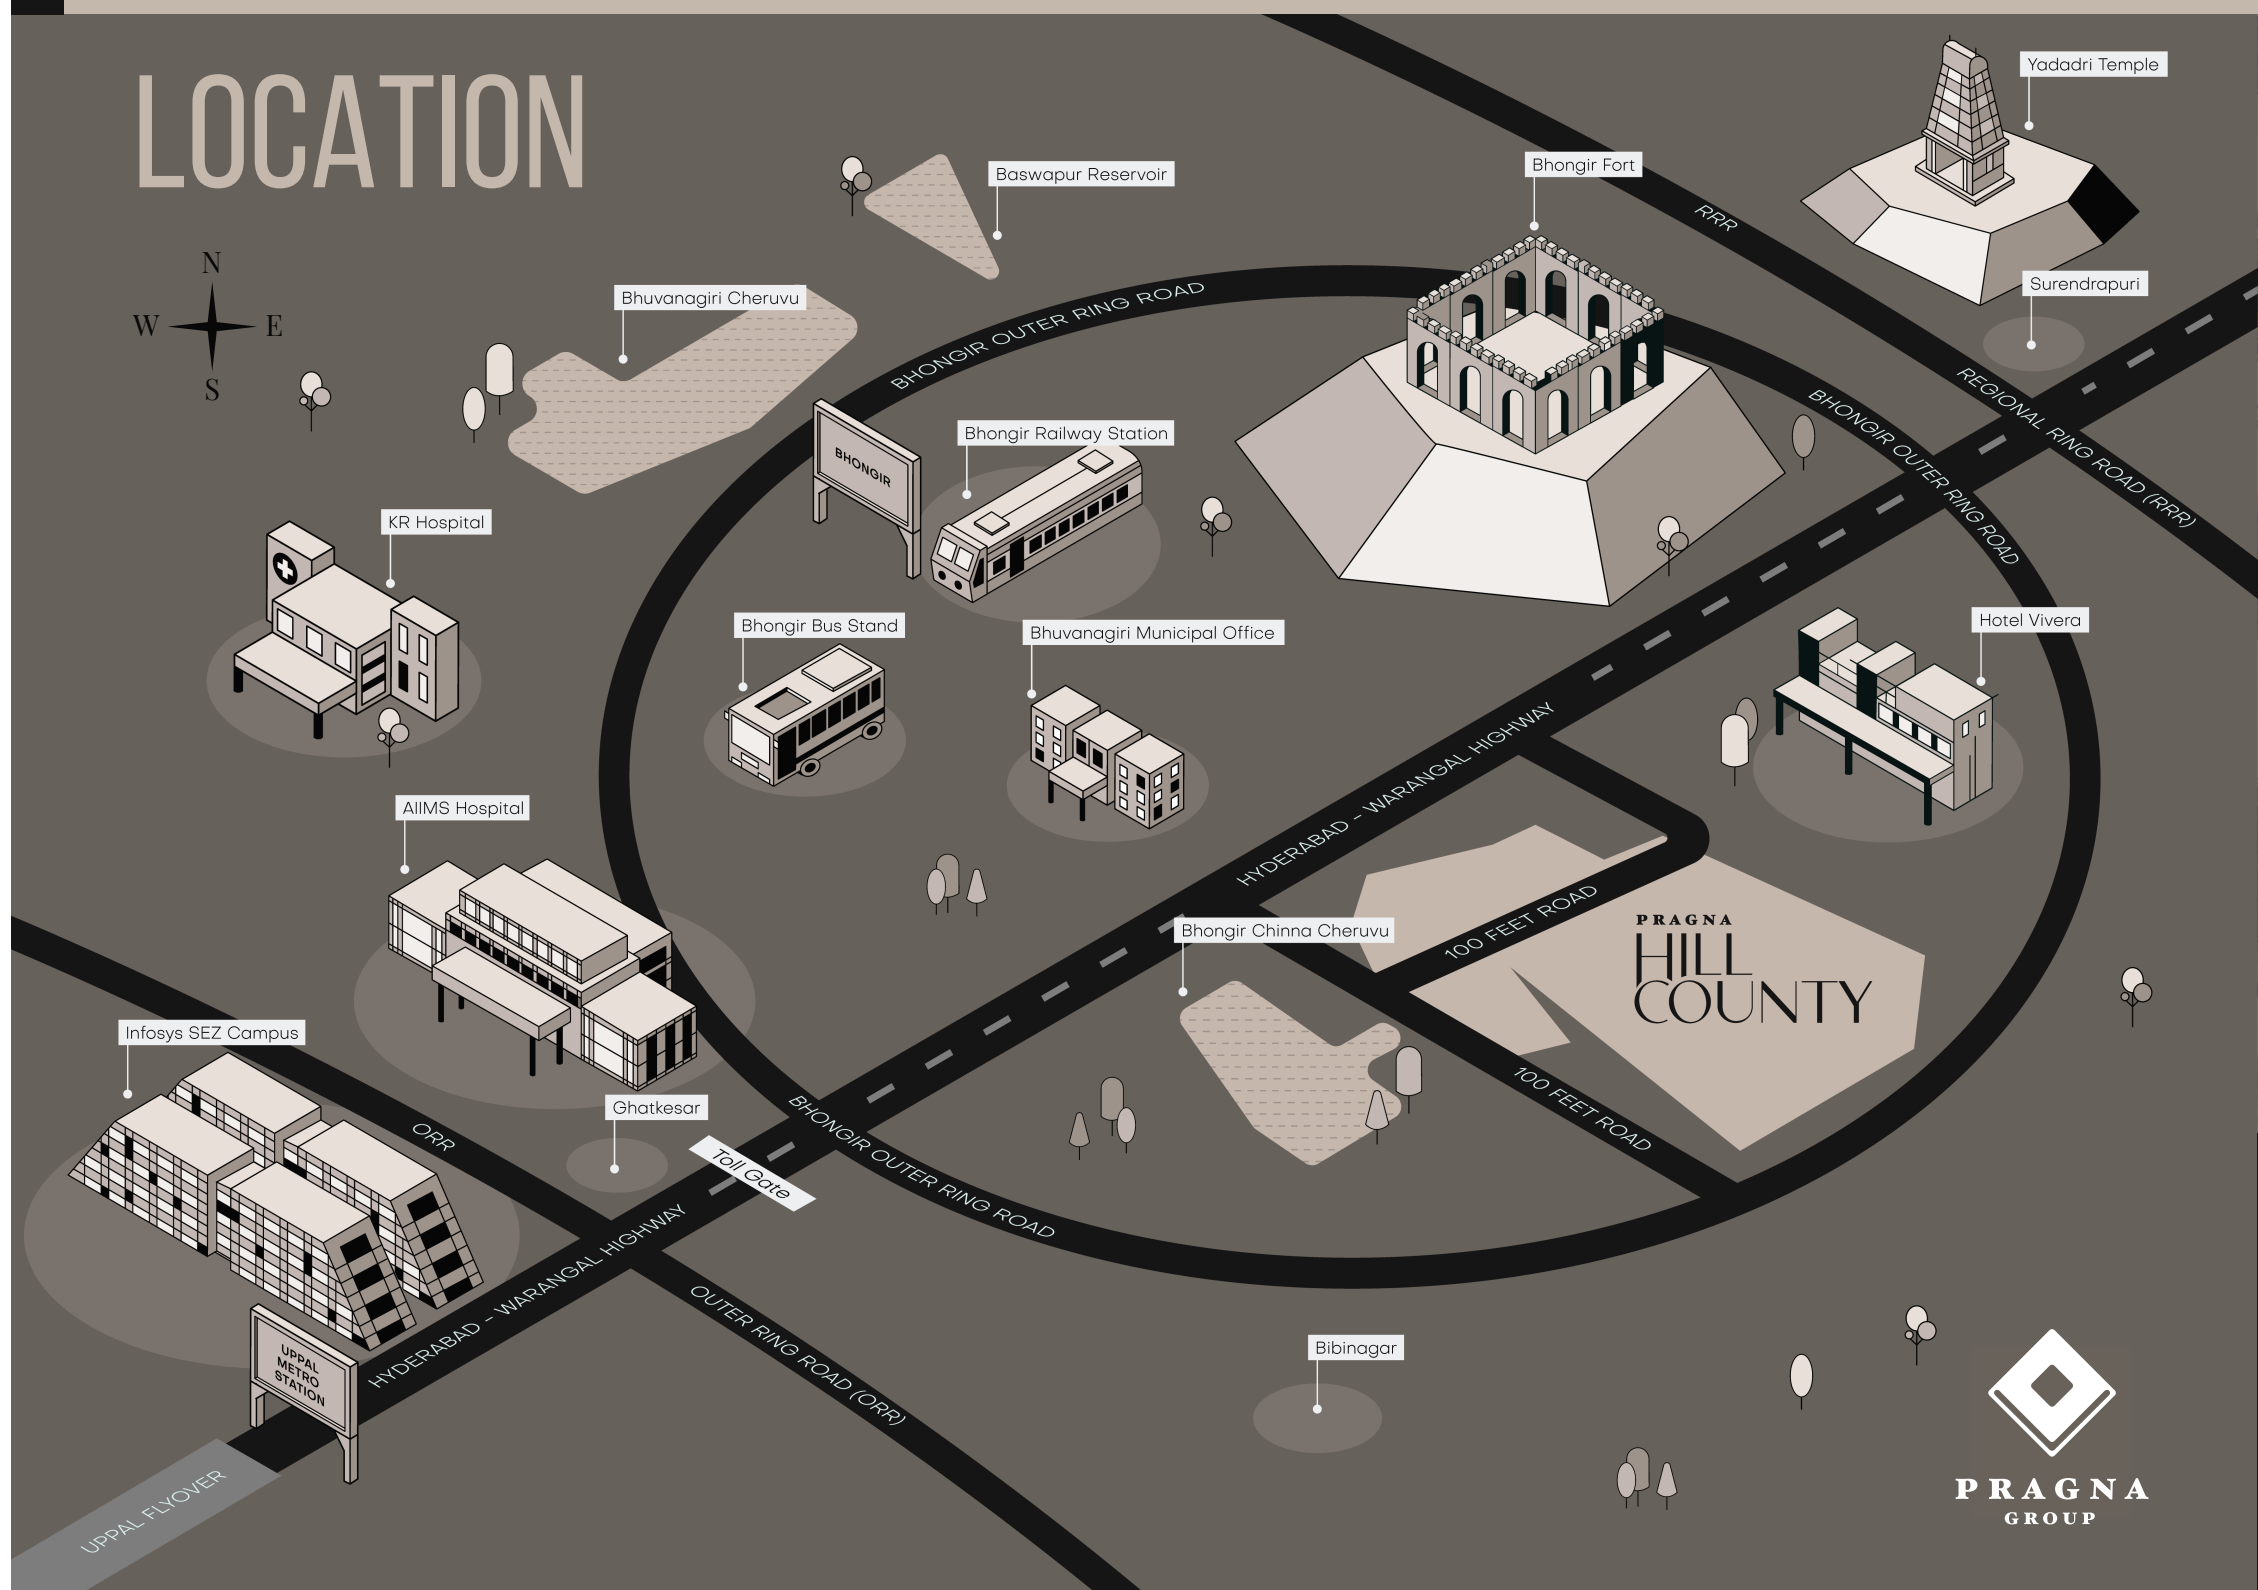 LOCATION
N
W
E
S
Yadadri Temple
Bhongir Fort
Baswapur Reservoir
RRR
Surendrapuri
Bhuvanagiri Cheruvu
BHONGIR OUTER RING ROAD
REGIONAL RING ROAD (RRR)
BHONGIR OUTER RING ROAD
Bhongir Railway Station
BHONGIR
KR Hospital
Bhongir Bus Stand
Bhuvanagiri Municipal Office
Hotel Vivera
HYDERABAD - WARANGAL HIGHWAY
AIIMS Hospital
100 FEET ROAD
PRAGNA
HILL
COUNTY
Bhongir Chinna Cheruvu
Infosys SEZ Campus
100 FEET ROAD
Ghatkesar
ORR
BHONGIR OUTER RING ROAD
Toll Gate
HYDERABAD - WARANGAL HIGHWAY
OUTER RING ROAD (ORR)
UPPAL
METRO
STATION
Bibinagar
UPPAL FLYOVER
PRAGNA
GROUP